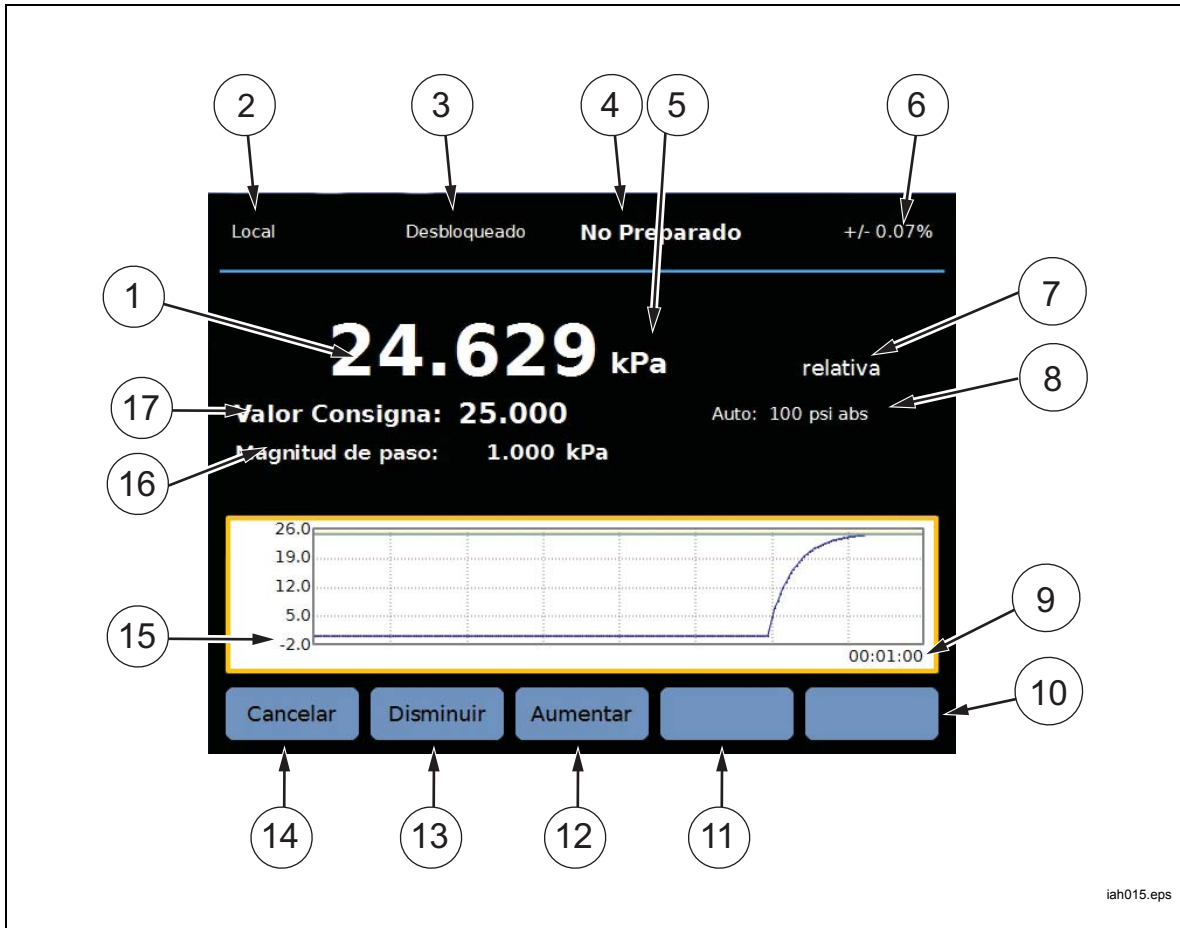 2
3
4
5
6
Local Desbloqueado No Preparado +/- 0.07%
1
24.629 kPa
relativa
7
17
Valor Consigna: 25.000
Auto: 100 psi abs
8
16
Magnitud de paso: 1.000 kPa
26.0
19.0
12.0
5.0
-2.0
15
00:01:00
9
Cancelar Disminuir Aumentar
10
14
13
12
11
iah015.eps